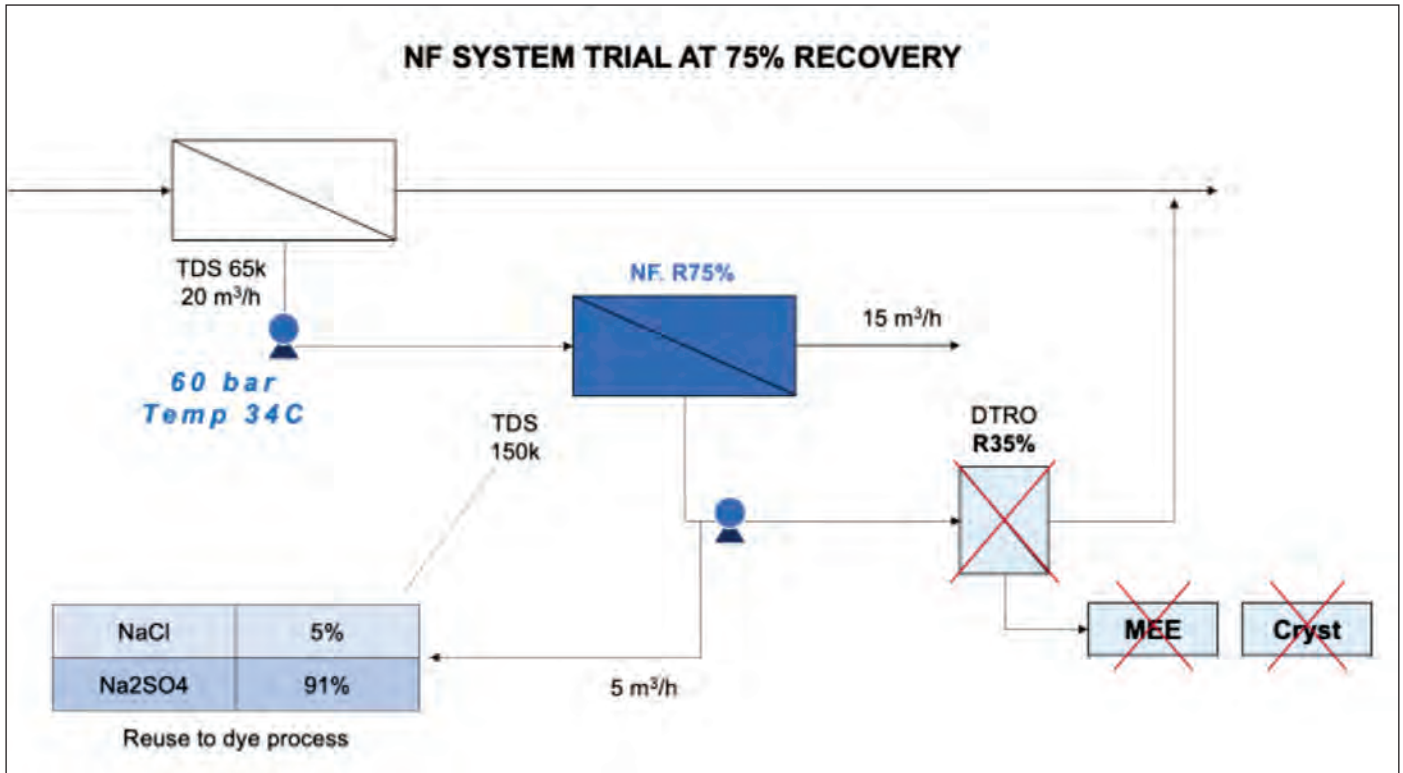 NF SYSTEM TRIAL AT 75% RECOVERY
TDS 65k
20 m³/h
60 bar
Temp 34C
NF. R75%
15 m³/h
TDS
150k
DTRO
R35%
MEE
Cryst
NaCl 5%
Na2SO4 91%
5 m³/h
Reuse to dye process